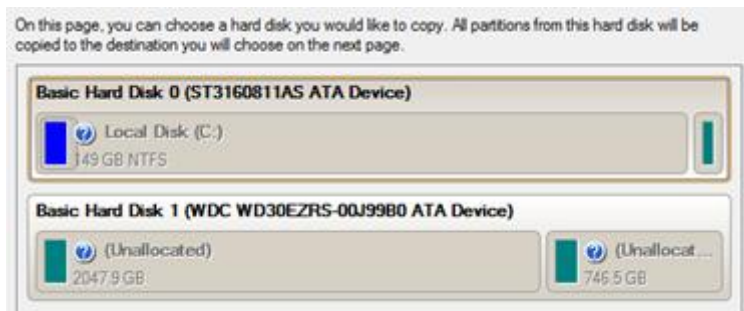 On this page, you can choose a hard disk you would like to copy. All partitions from this hard disk will be
copied to the destination you will choose on the next page.
Basic Hard Disk 0 (ST3160811AS ATA Device)
Local Disk (C:)
149 GB NTFS
Basic Hard Disk 1 (WDC WD30EZRS-00J99B0 ATA Device)
(Unallocated) (Unallocat...
2047.9 GB 746.5 GB